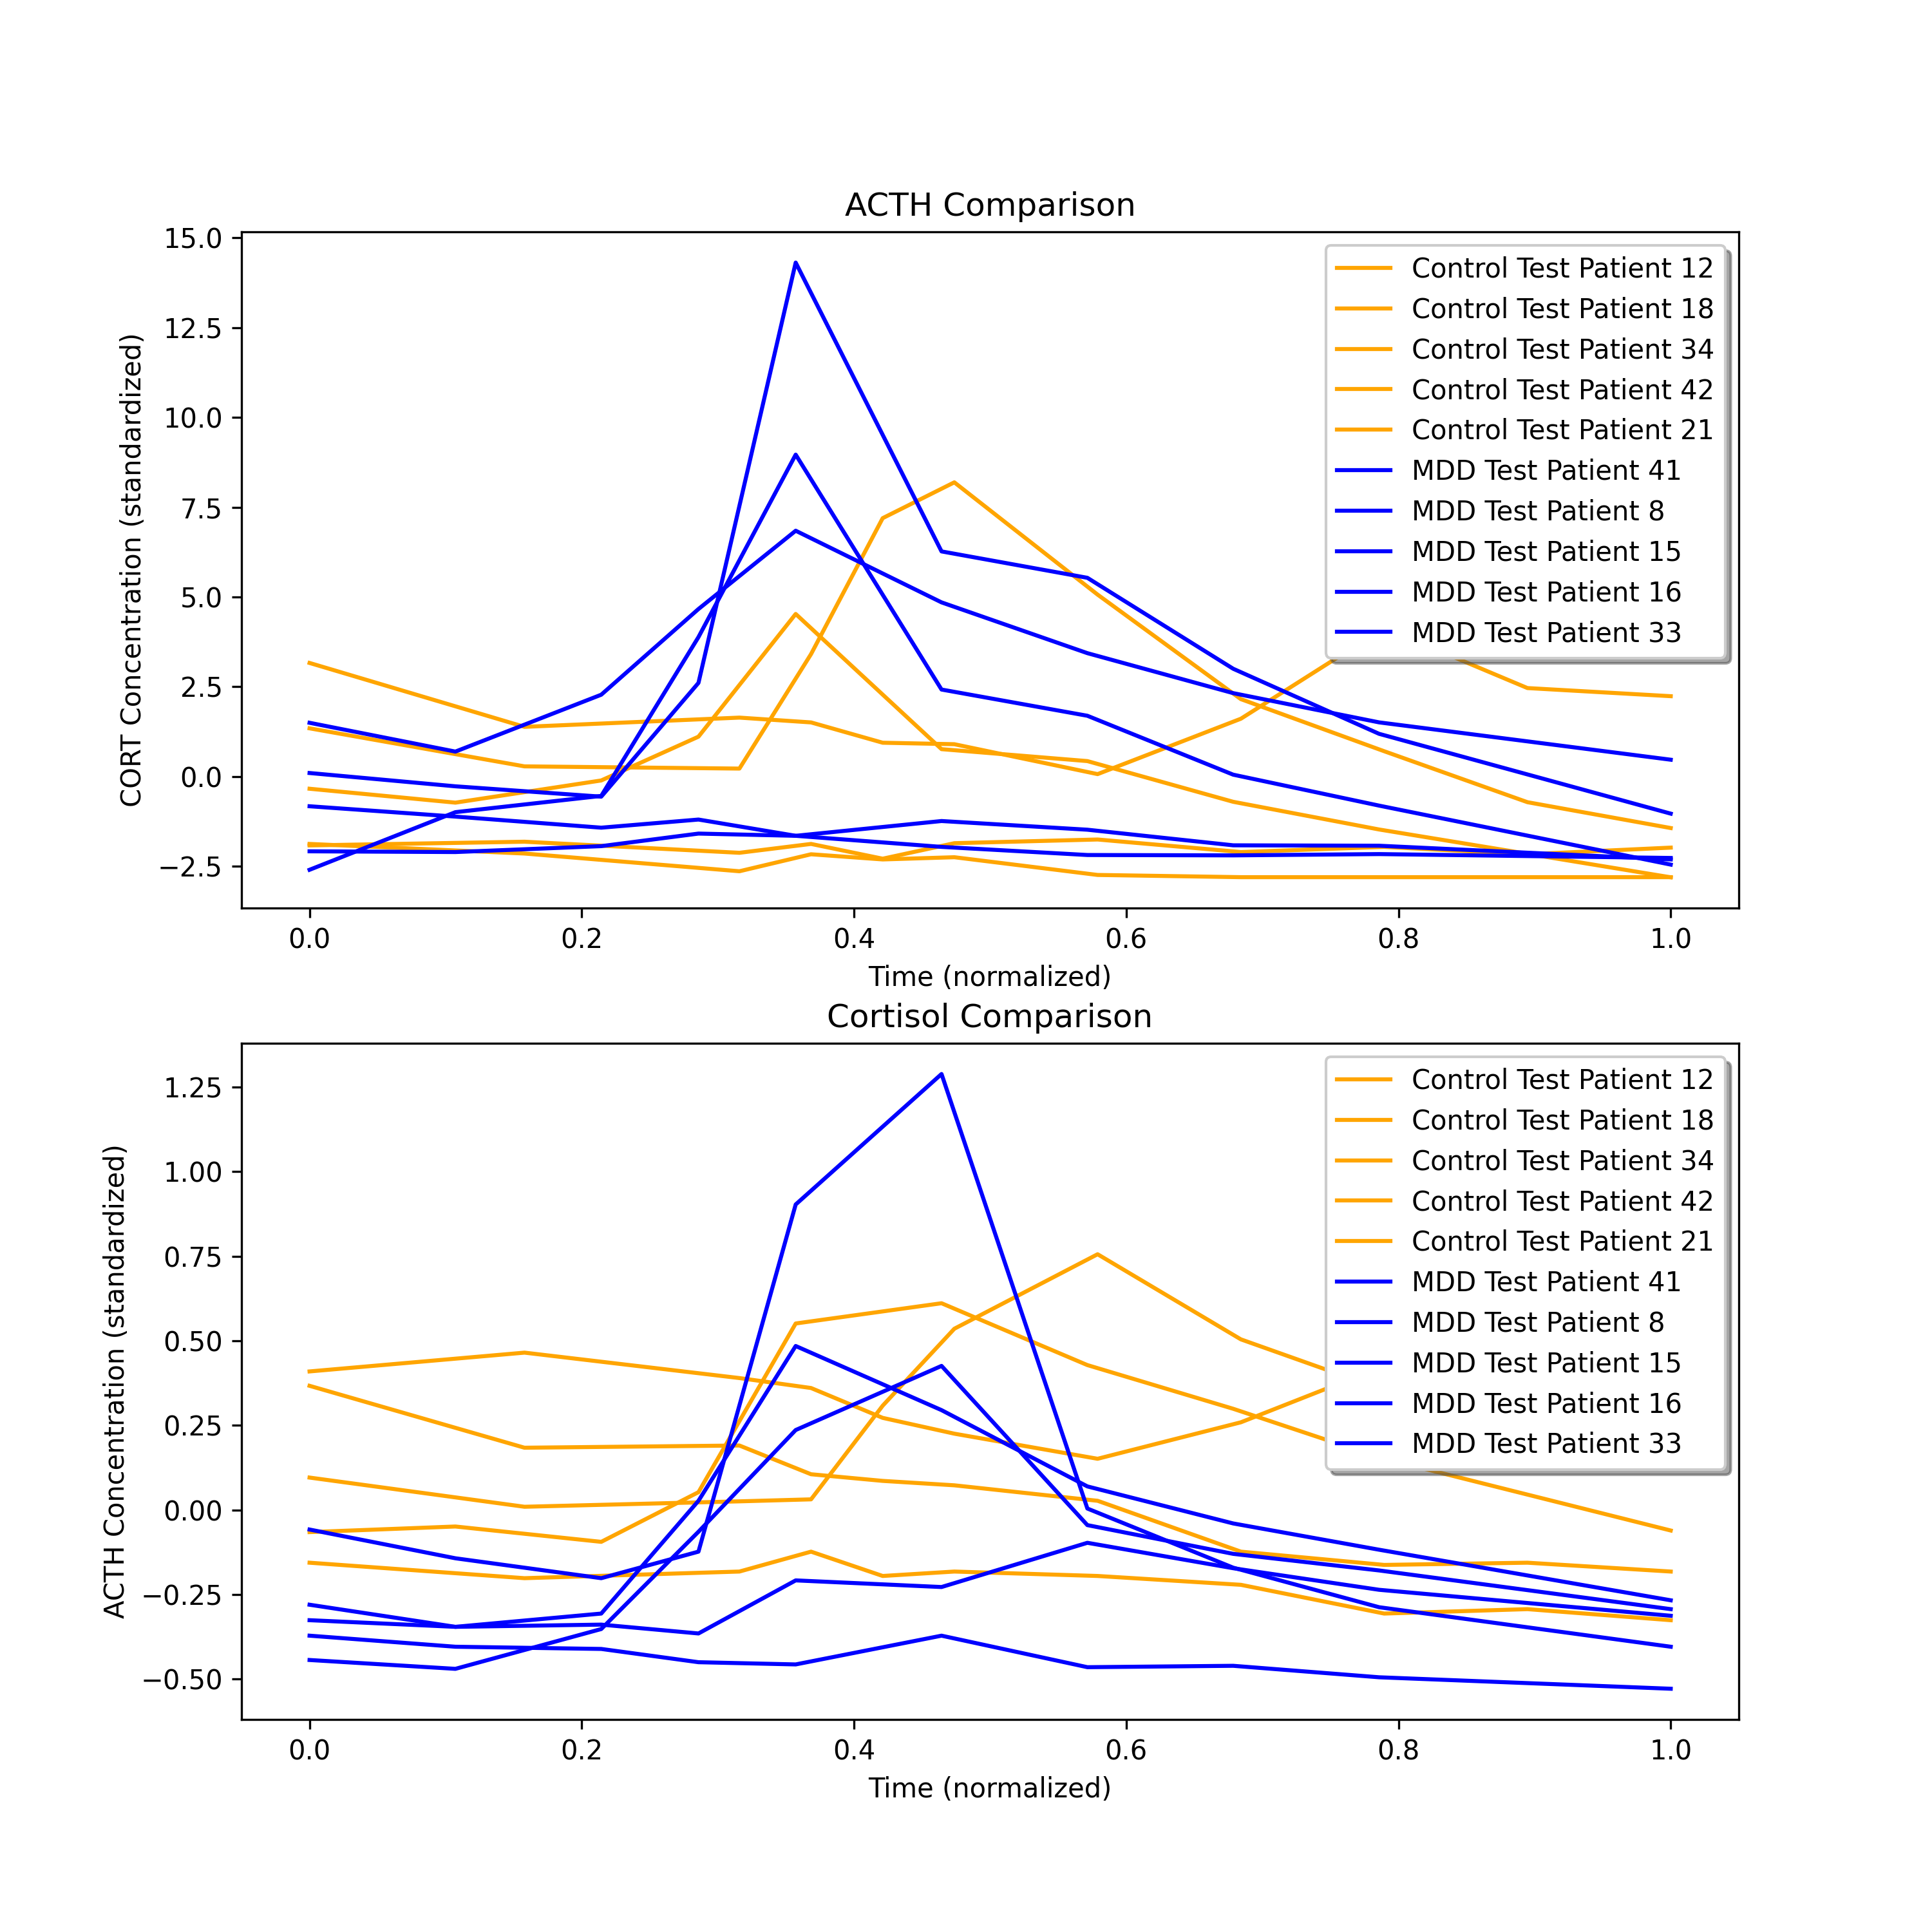 ACTH Comparison
CORT Concentration (standardized)
15.0
12.5
10.0
7.5
5.0
2.5
0.0
−2.5
Control Test Patient 12
Control Test Patient 18
Control Test Patient 34
Control Test Patient 42
Control Test Patient 21
MDD Test Patient 41
MDD Test Patient 8
MDD Test Patient 15
MDD Test Patient 16
MDD Test Patient 33
0.0 0.2 0.4 0.6 0.8 1.0
Time (normalized)
Cortisol Comparison
ACTH Concentration (standardized)
1.25
1.00
0.75
0.50
0.25
0.00
−0.25
−0.50
Control Test Patient 12
Control Test Patient 18
Control Test Patient 34
Control Test Patient 42
Control Test Patient 21
MDD Test Patient 41
MDD Test Patient 8
MDD Test Patient 15
MDD Test Patient 16
MDD Test Patient 33
0.0 0.2 0.4 0.6 0.8 1.0
Time (normalized)